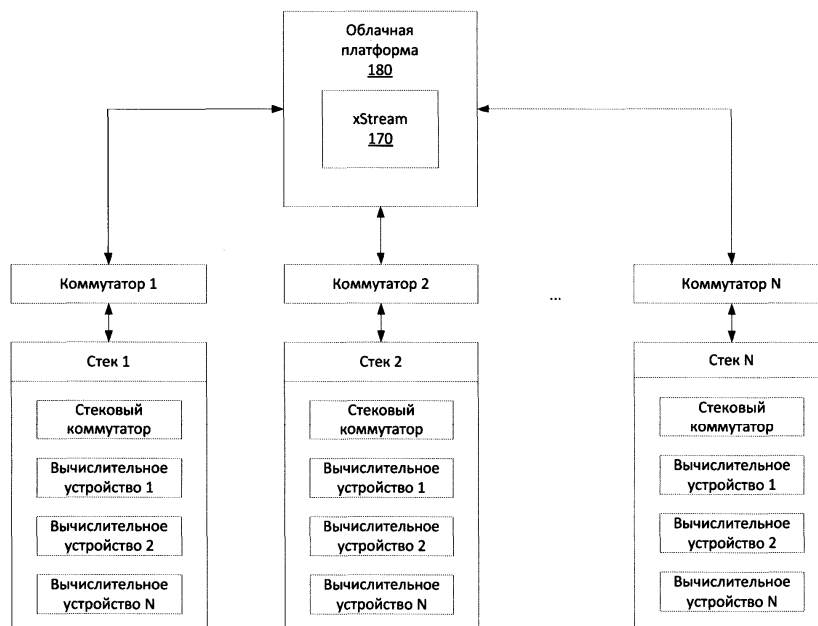 Облачная
платформа
180
xStream
170
Коммутатор 1
Коммутатор 2
...
Коммутатор N
Стек 1
Стековый
коммутатор
Вычислительное
устройство 1
Вычислительное
устройство 2
Вычислительное
устройство N
Стек 2
Стековый
коммутатор
Вычислительное
устройство 1
Вычислительное
устройство 2
Вычислительное
устройство N
Стек N
Стековый
коммутатор
Вычислительное
устройство 1
Вычислительное
устройство 2
Вычислительное
устройство N